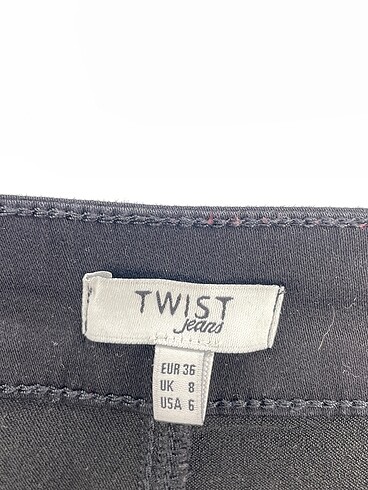 TWIST
jeans
EUR 36
UK 8
USA 6